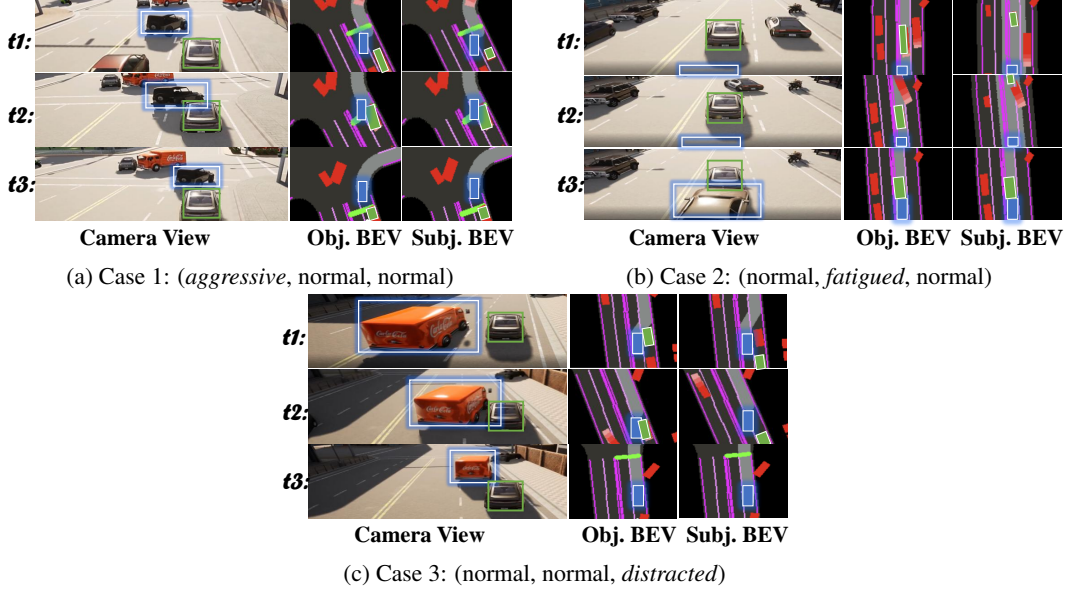 t1:
t2:
t3:
Camera View
Obj. BEV
Subj. BEV
(a) Case 1: (aggressive, normal, normal)
t1:
t2:
t3:
Camera View
Obj. BEV
Subj. BEV
(b) Case 2: (normal, fatigued, normal)
t1:
t2:
t3:
Camera View
Obj. BEV
Subj. BEV
(c) Case 3: (normal, normal, distracted)